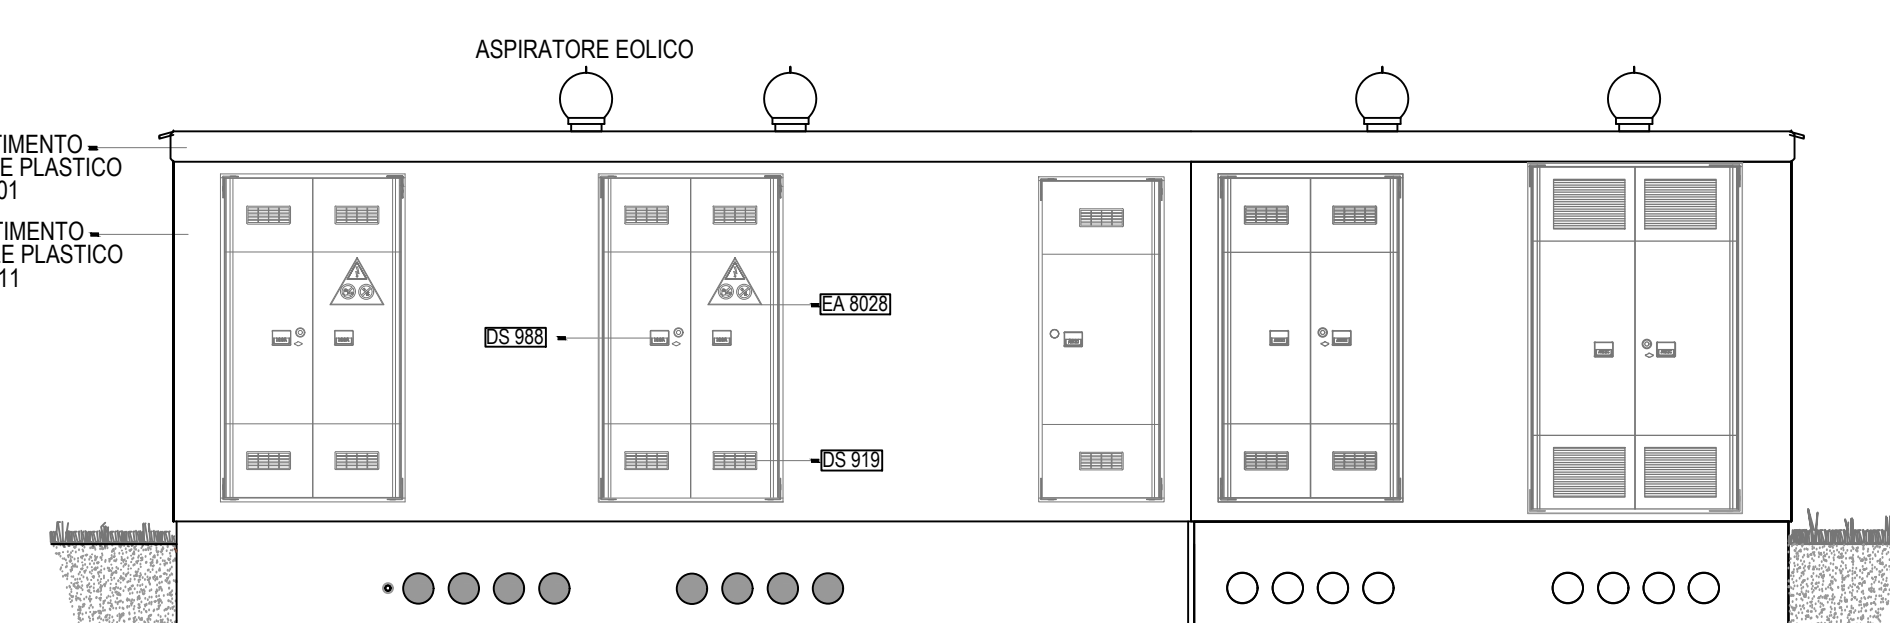 ASPIRATORE EOLICO
TIMENTO
E PLASTICO
01
TIMENTO
E PLASTICO
11
EA 8028
DS 988
DS 919